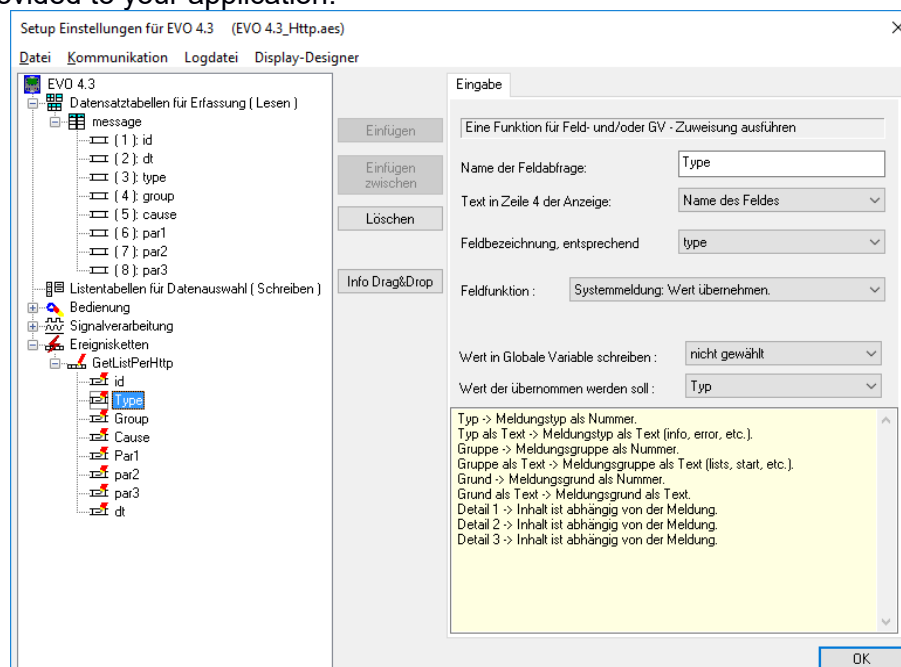 ovided to your application.
Setup Einstellungen für EVO 4.3 (EVO 4.3_Http.aes)
Datei Kommunikation Logdatei Display-Designer
EVO 4.3
Datensatztabellen für Erfassung ( Lesen )
message
( 1 ): id
( 2 ): dt
( 3 ): type
( 4 ): group
( 5 ): cause
( 6 ): par1
( 7 ): par2
( 8 ): par3
Listentabellen für Datenauswahl ( Schreiben )
Bedienung
Signalverarbeitung
Ereignisketten
GetListPerHttp
id
Type
Group
Cause
Par1
par2
par3
dt
Einfügen
Einfügen
zwischen
Löschen
Info Drag&Drop
Eingabe
Eine Funktion für Feld- und/oder GV - Zuweisung ausführen
Name der Feldabfrage: Type
Text in Zeile 4 der Anzeige: Name des Feldes
Feldbezeichnung, entsprechend type
Feldfunktion : Systemmeldung: Wert übernehmen.
Wert in Globale Variable schreiben : nicht gewählt
Wert der übernommen werden soll : Typ
Typ -> Meldungstyp als Nummer.
Typ als Text -> Meldungstyp als Text (info, error, etc.).
Gruppe -> Meldungsgruppe als Nummer.
Gruppe als Text -> Meldungsgruppe als Text (lists, start, etc.).
Grund -> Meldungsgrund als Nummer.
Grund als Text -> Meldungsgrund als Text.
Detail 1 -> Inhalt ist abhängig von der Meldung.
Detail 2 -> Inhalt ist abhängig von der Meldung.
Detail 3 -> Inhalt ist abhängig von der Meldung.
OK